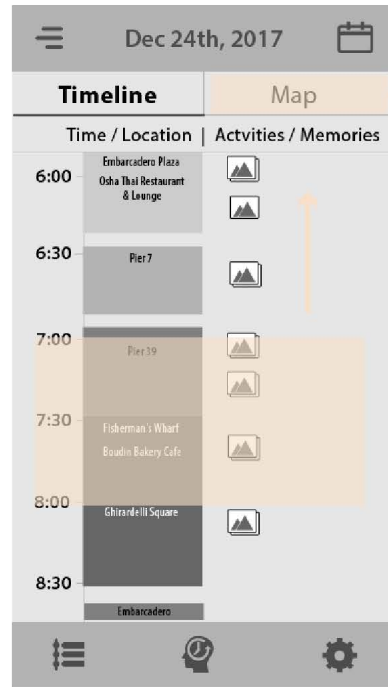 Dec 24th, 2017
Timeline
Map
Time / Location | Actvities / Memories
6:00
Embarcadero Plaza
Osha Thai Restaurant
& Lounge
6:30
Pier 7
7:00
Pier 39
7:30
Fisherman's Wharf
Boudin Bakery Cafe
8:00
Ghirardelli Square
8:30
Embarcadero